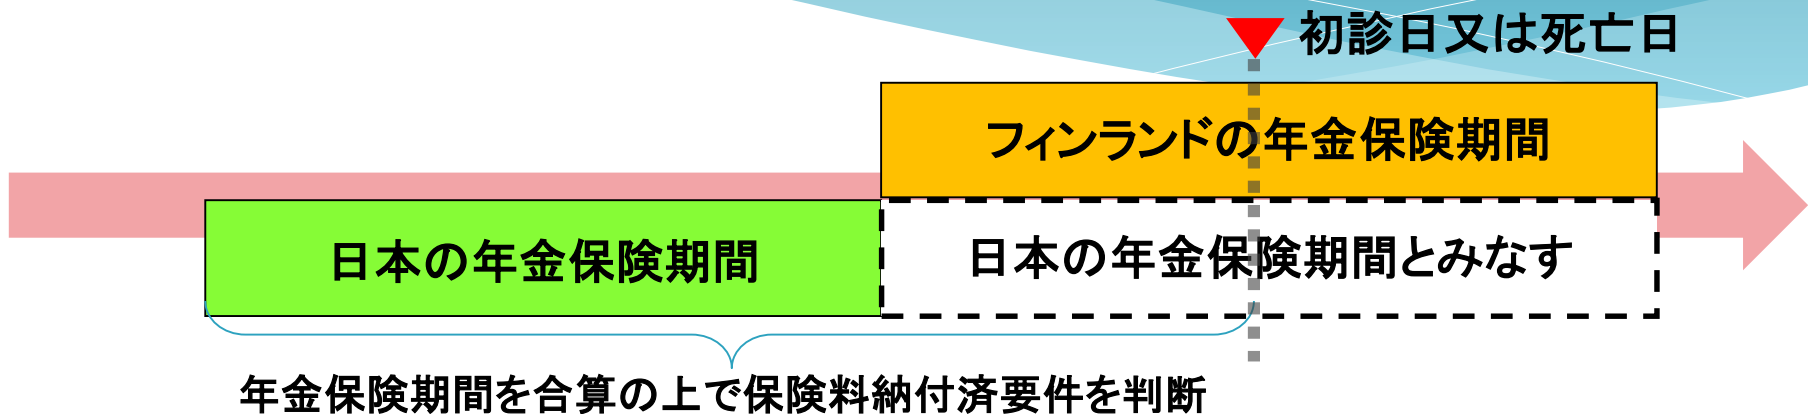 初診日又は死亡日
フィンランドの年金保険期間
日本の年金保険期間
日本の年金保険期間とみなす
年金保険期間を合算の上で保険料納付済要件を判断